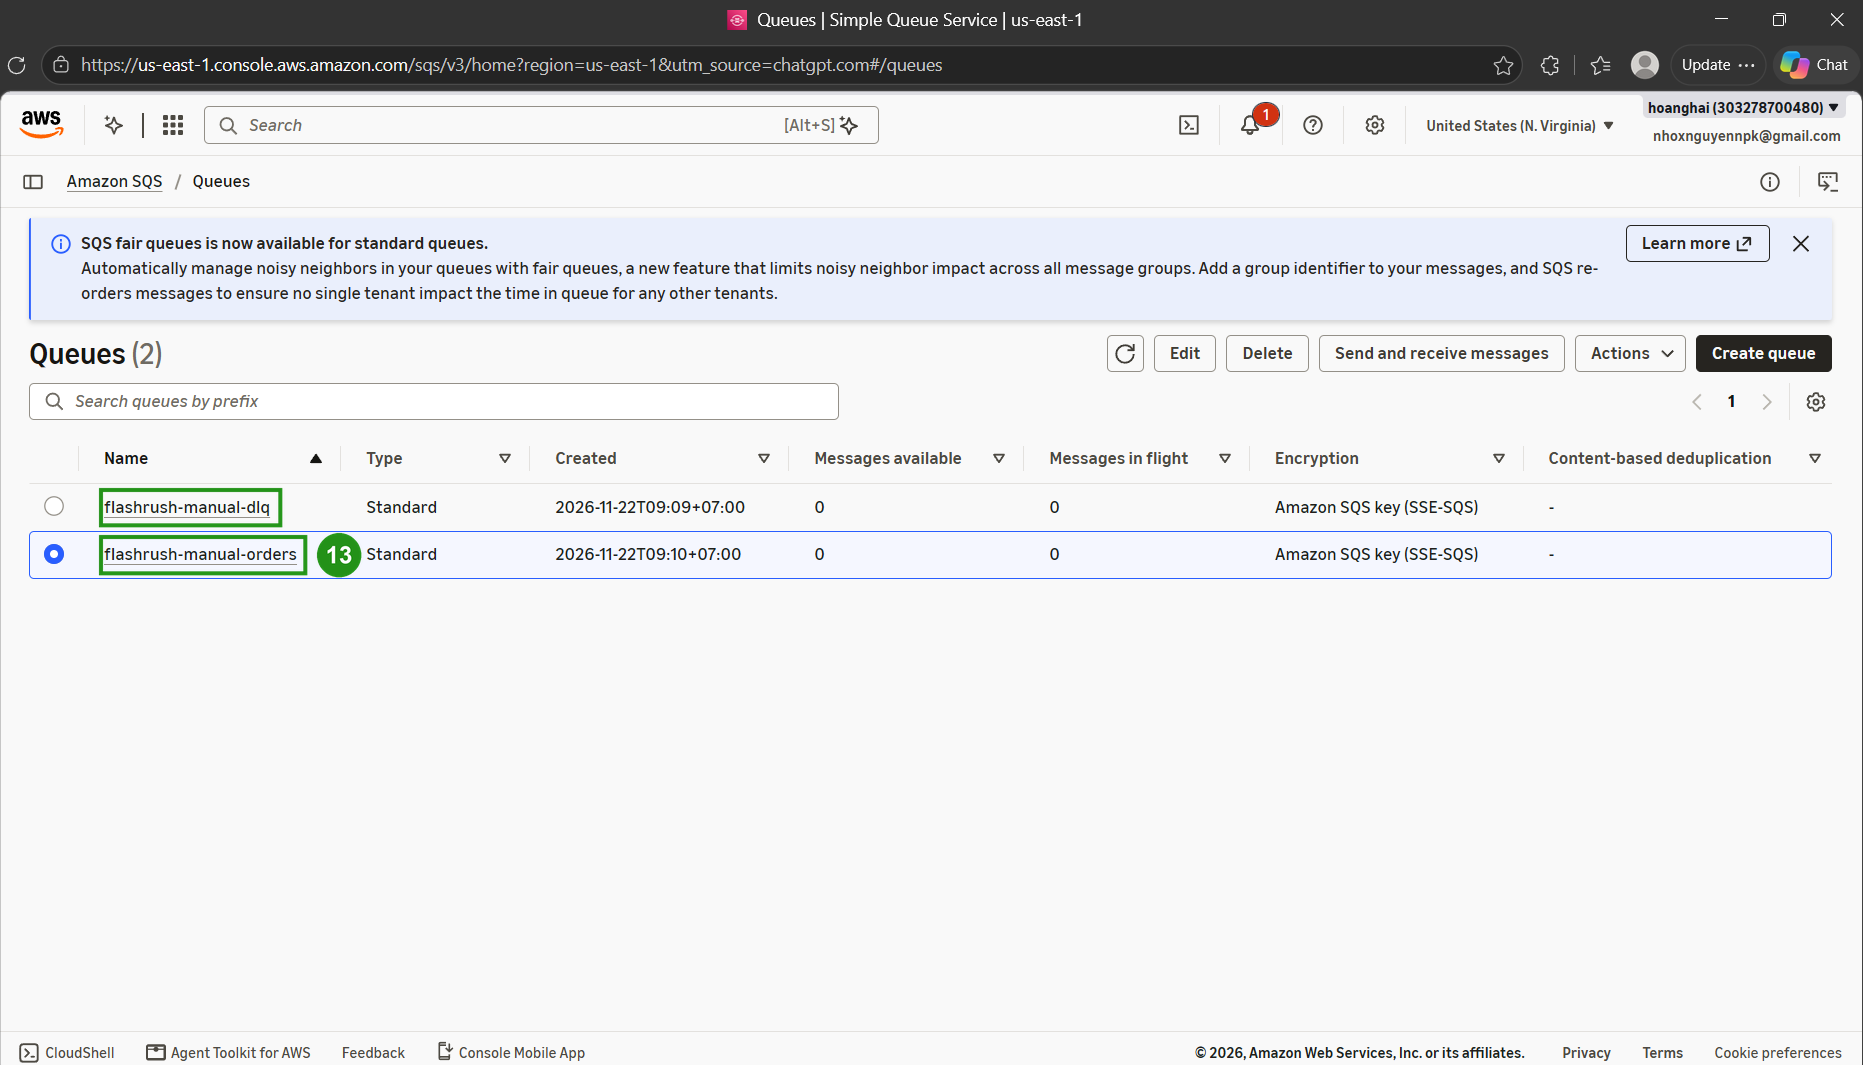 Queues | Simple Queue Service | us-east-1
https://us-east-1.console.aws.amazon.com/sqs/v3/home?region=us-east-1&utm_source=chatgpt.com#/queues
Update
Chat
aws
Search [Alt+S]
1
United States (N. Virginia)
hoanghai (303278700480)
nhoxnguyennpk@gmail.com
Amazon SQS / Queues
SQS fair queues is now available for standard queues.
Automatically manage noisy neighbors in your queues with fair queues, a new feature that limits noisy neighbor impact across all message groups. Add a group identifier to your messages, and SQS re-
orders messages to ensure no single tenant impact the time in queue for any other tenants.
Learn more
Queues (2)
Edit
Delete
Send and receive messages
Actions
Create queue
Search queues by prefix
1
Name Type Created Messages available Messages in flight Encryption Content-based deduplication
flashrush-manual-dlq Standard 2026-11-22T09:09+07:00 0 0 Amazon SQS key (SSE-SQS) -
flashrush-manual-orders 13 Standard 2026-11-22T09:10+07:00 0 0 Amazon SQS key (SSE-SQS) -
CloudShell Agent Toolkit for AWS Feedback Console Mobile App © 2026, Amazon Web Services, Inc. or its affiliates. Privacy Terms Cookie preferences